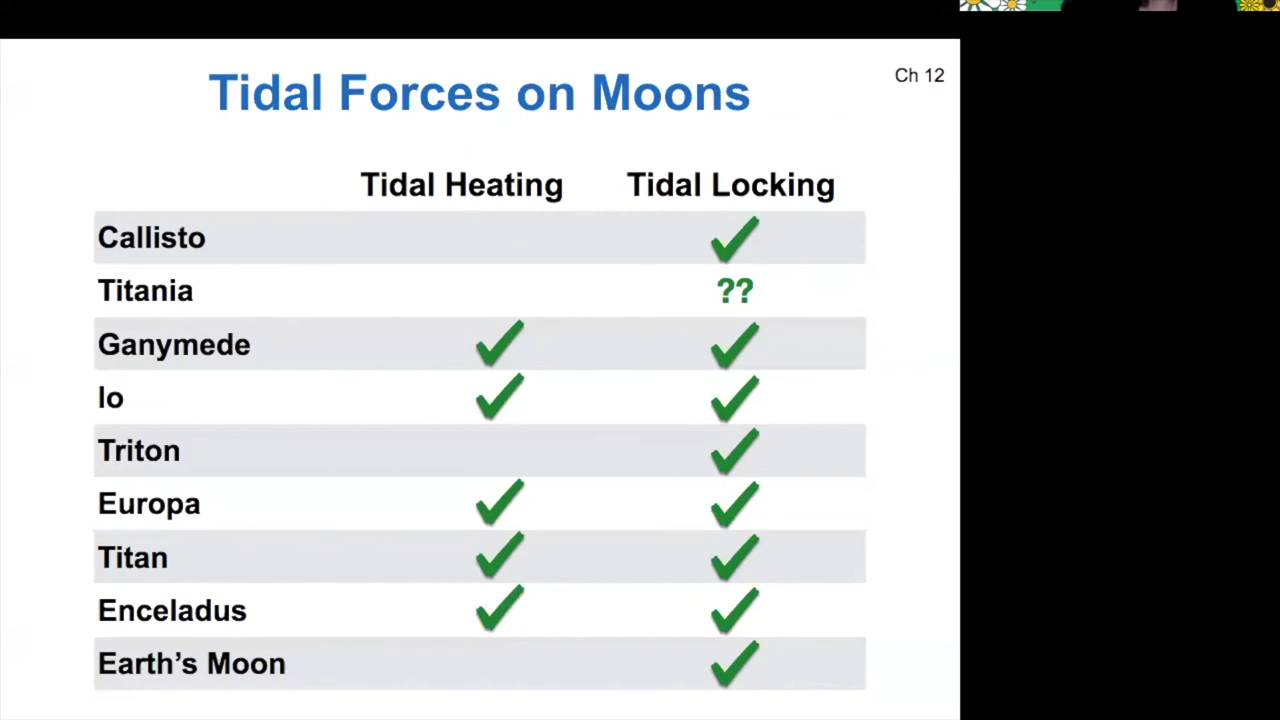 Ch 12
Tidal Forces on Moons
Tidal Heating Tidal Locking
Callisto ✓
Titania ??
Ganymede ✓ ✓
Io ✓ ✓
Triton ✓
Europa ✓ ✓
Titan ✓ ✓
Enceladus ✓ ✓
Earth’s Moon ✓